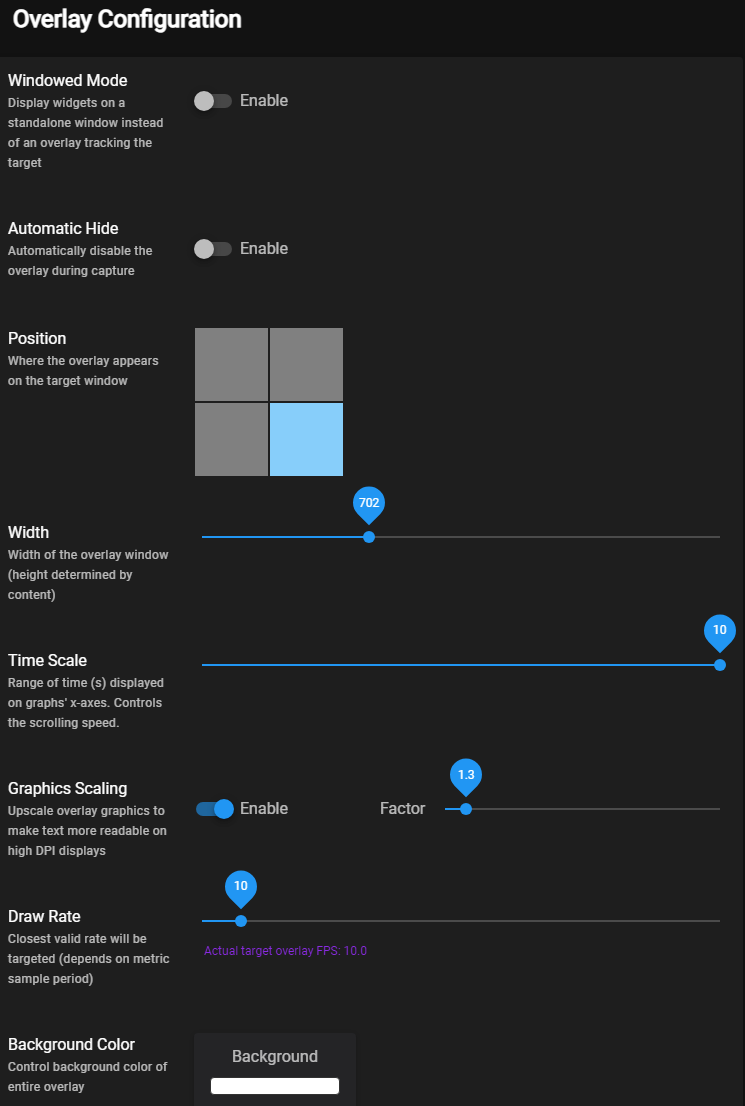 Overlay Configuration
Windowed Mode
Display widgets on a
standalone window instead
of an overlay tracking the
target
Enable
Automatic Hide
Automatically disable the
overlay during capture
Enable
Position
Where the overlay appears
on the target window
702
Width
Width of the overlay window
(height determined by
content)
10
Time Scale
Range of time (s) displayed
on graphs' x-axes. Controls
the scrolling speed.
Graphics Scaling
Upscale overlay graphics to
make text more readable on
high DPI displays
Enable
Factor
1.3
10
Draw Rate
Closest valid rate will be
targeted (depends on metric
sample period)
Actual target overlay FPS: 10.0
Background Color
Control background color of
entire overlay
Background